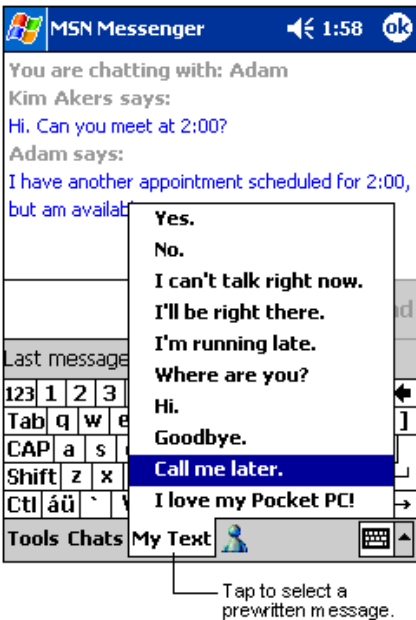 MSN Messenger 1:58 ok
You are chatting with: Adam
Kim Akers says:
Hi. Can you meet at 2:00?
Adam says:
I have another appointment scheduled for 2:00,
but am
Yes.
No.
I can't talk right now.
I'll be right there.
I'm running late.
Where are you?
Hi.
Goodbye.
Call me later.
I love my Pocket PC!
Last message
123 1 2 3
Tab q w e ]
CAP a s
Shift z x
Ctl áü `
Tools Chats My Text
Tap to select a
prewritten message.